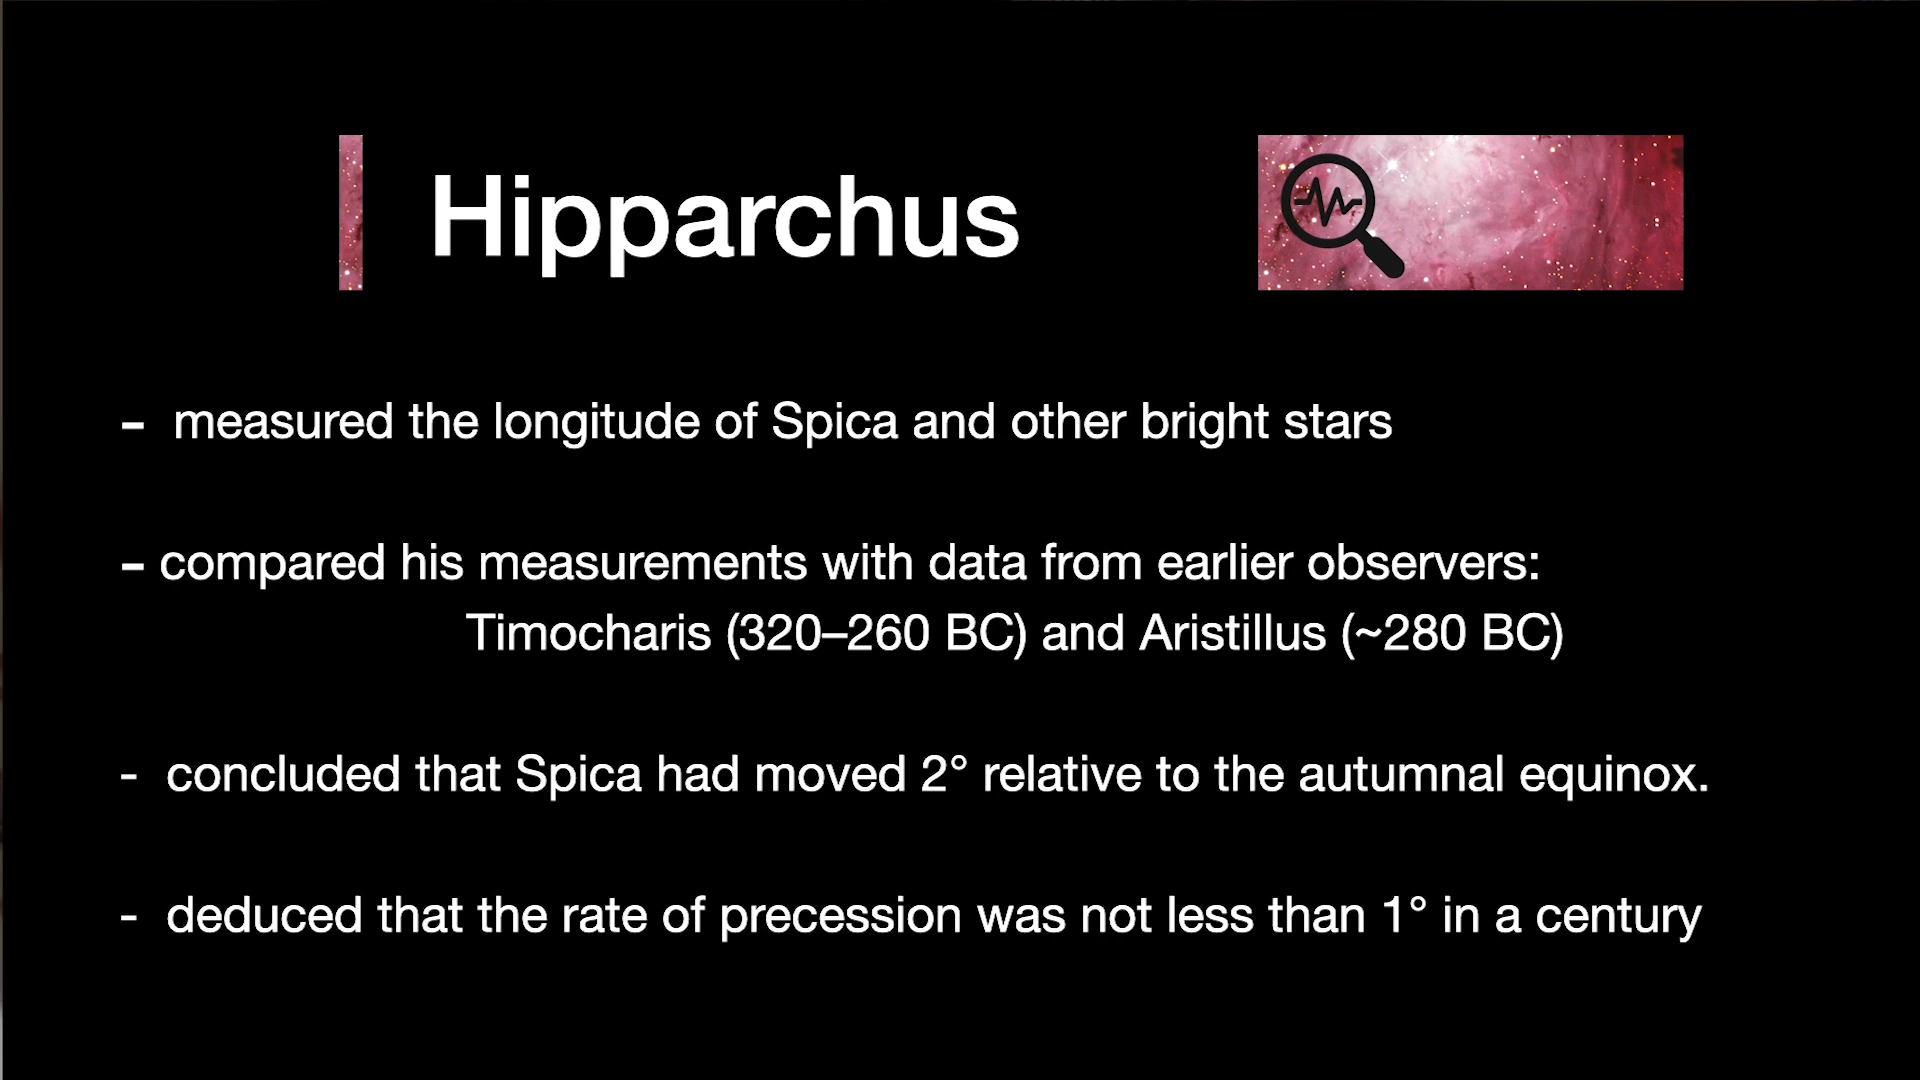 Hipparchus
- measured the longitude of Spica and other bright stars
- compared his measurements with data from earlier observers:
Timocharis (320–260 BC) and Aristillus (~280 BC)
- concluded that Spica had moved 2° relative to the autumnal equinox.
- deduced that the rate of precession was not less than 1° in a century